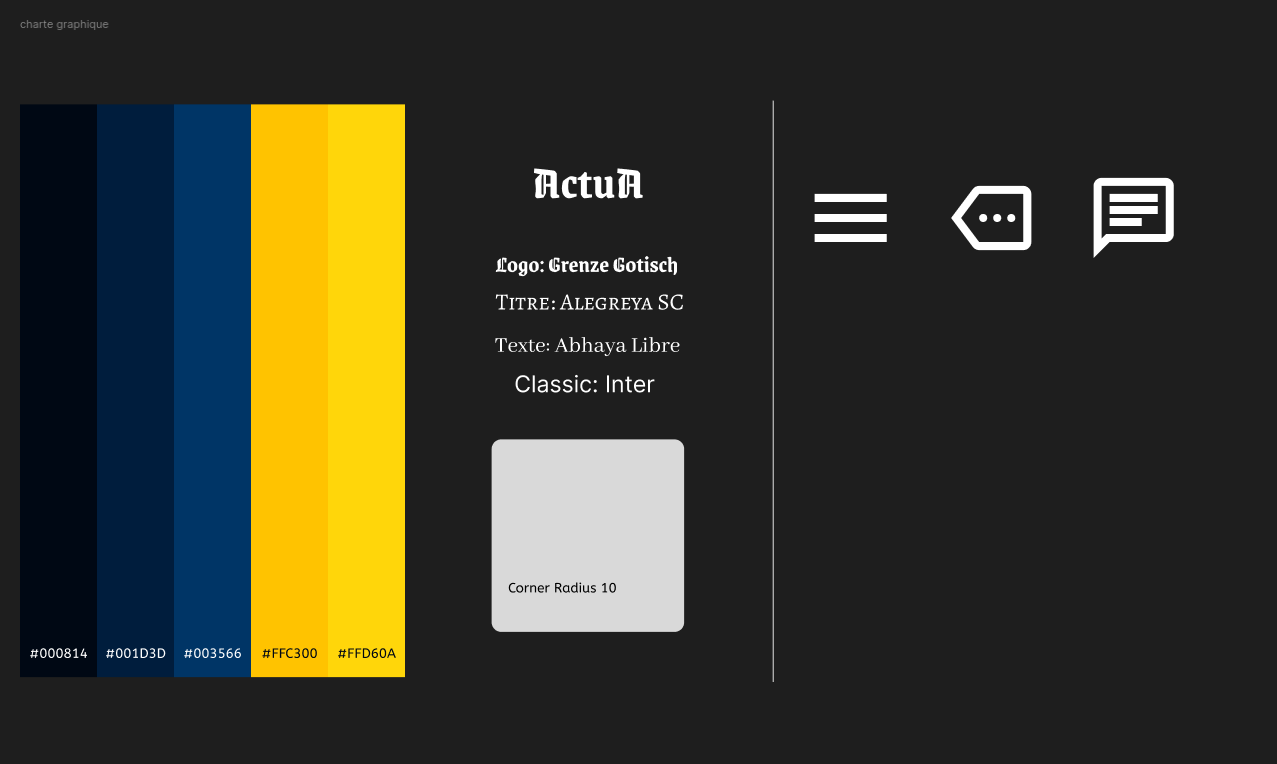 charte graphique
#000814
#001D3D
#003566
#FFC300
#FFD60A
ActuA
Logo: Grenze Gotisch
Titre: Alegreya SC
Texte: Abhaya Libre
Classic: Inter
Corner Radius 10